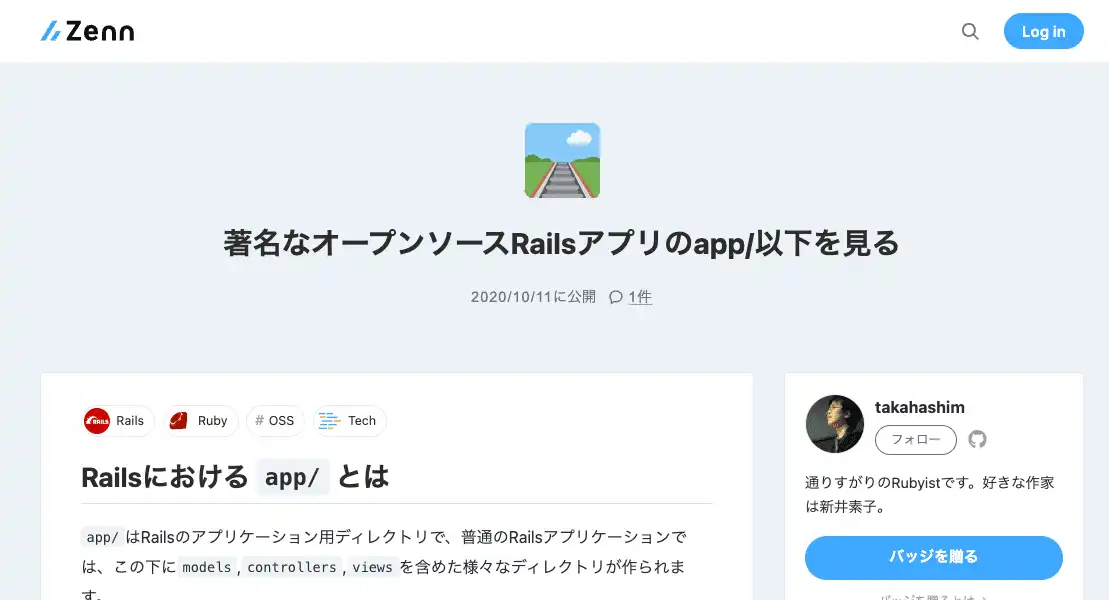 Zenn
Log in
著名なオープンソースRailsアプリのapp/以下を見る
2020/10/11に公開 1件
Rails Ruby # OSS Tech
Railsにおける app/ とは
app/ はRailsのアプリケーション用ディレクトリで、普通のRailsアプリケーションで
は、この下に models , controllers , views を含めた様々なディレクトリが作られま
す。
takahashim
フォロー
通りすがりのRubyistです。好きな作家
は新井素子。
バッジを贈る
バッジを贈るとは